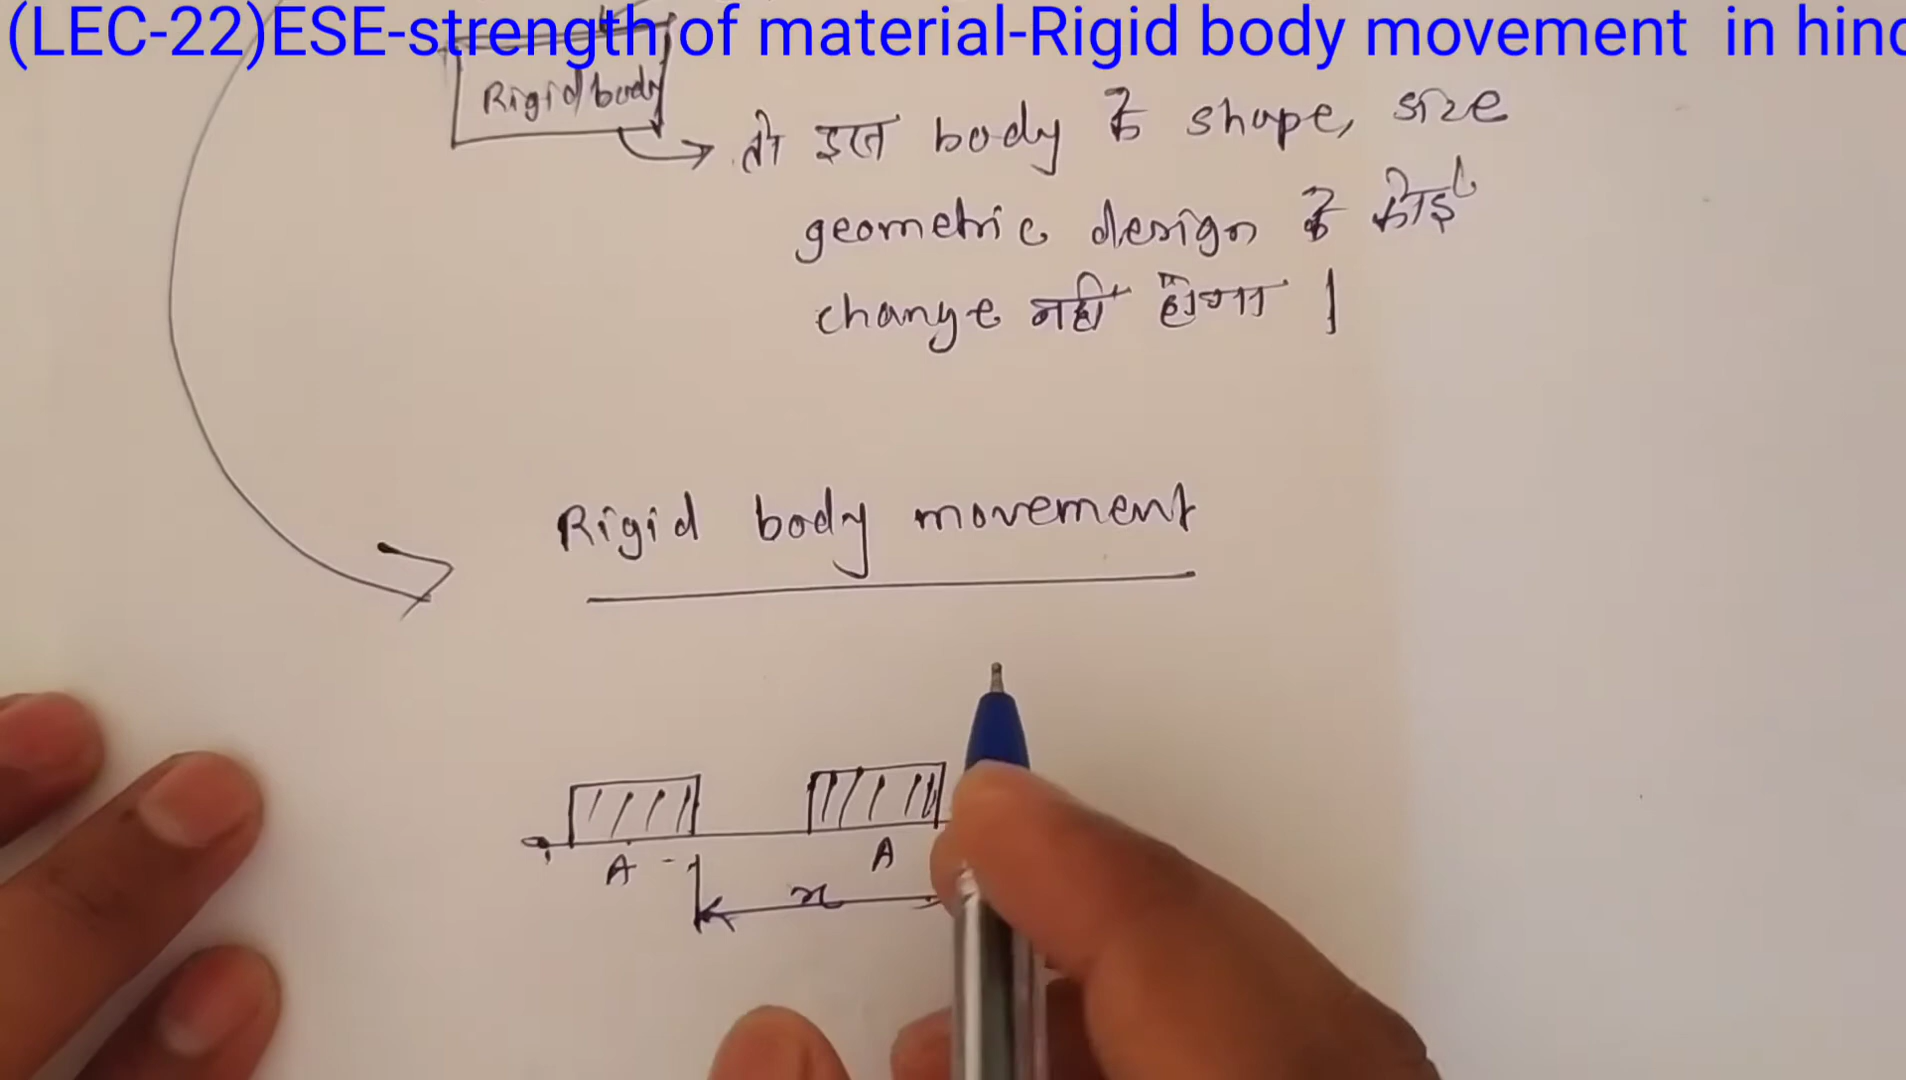 (LEC-22)ESE-strength of material-Rigid body movement in hind
Rigid body
तो इस body के shape, size
geometric design के कोई
change नहीं होगा ।
Rigid body movement
A
A
x